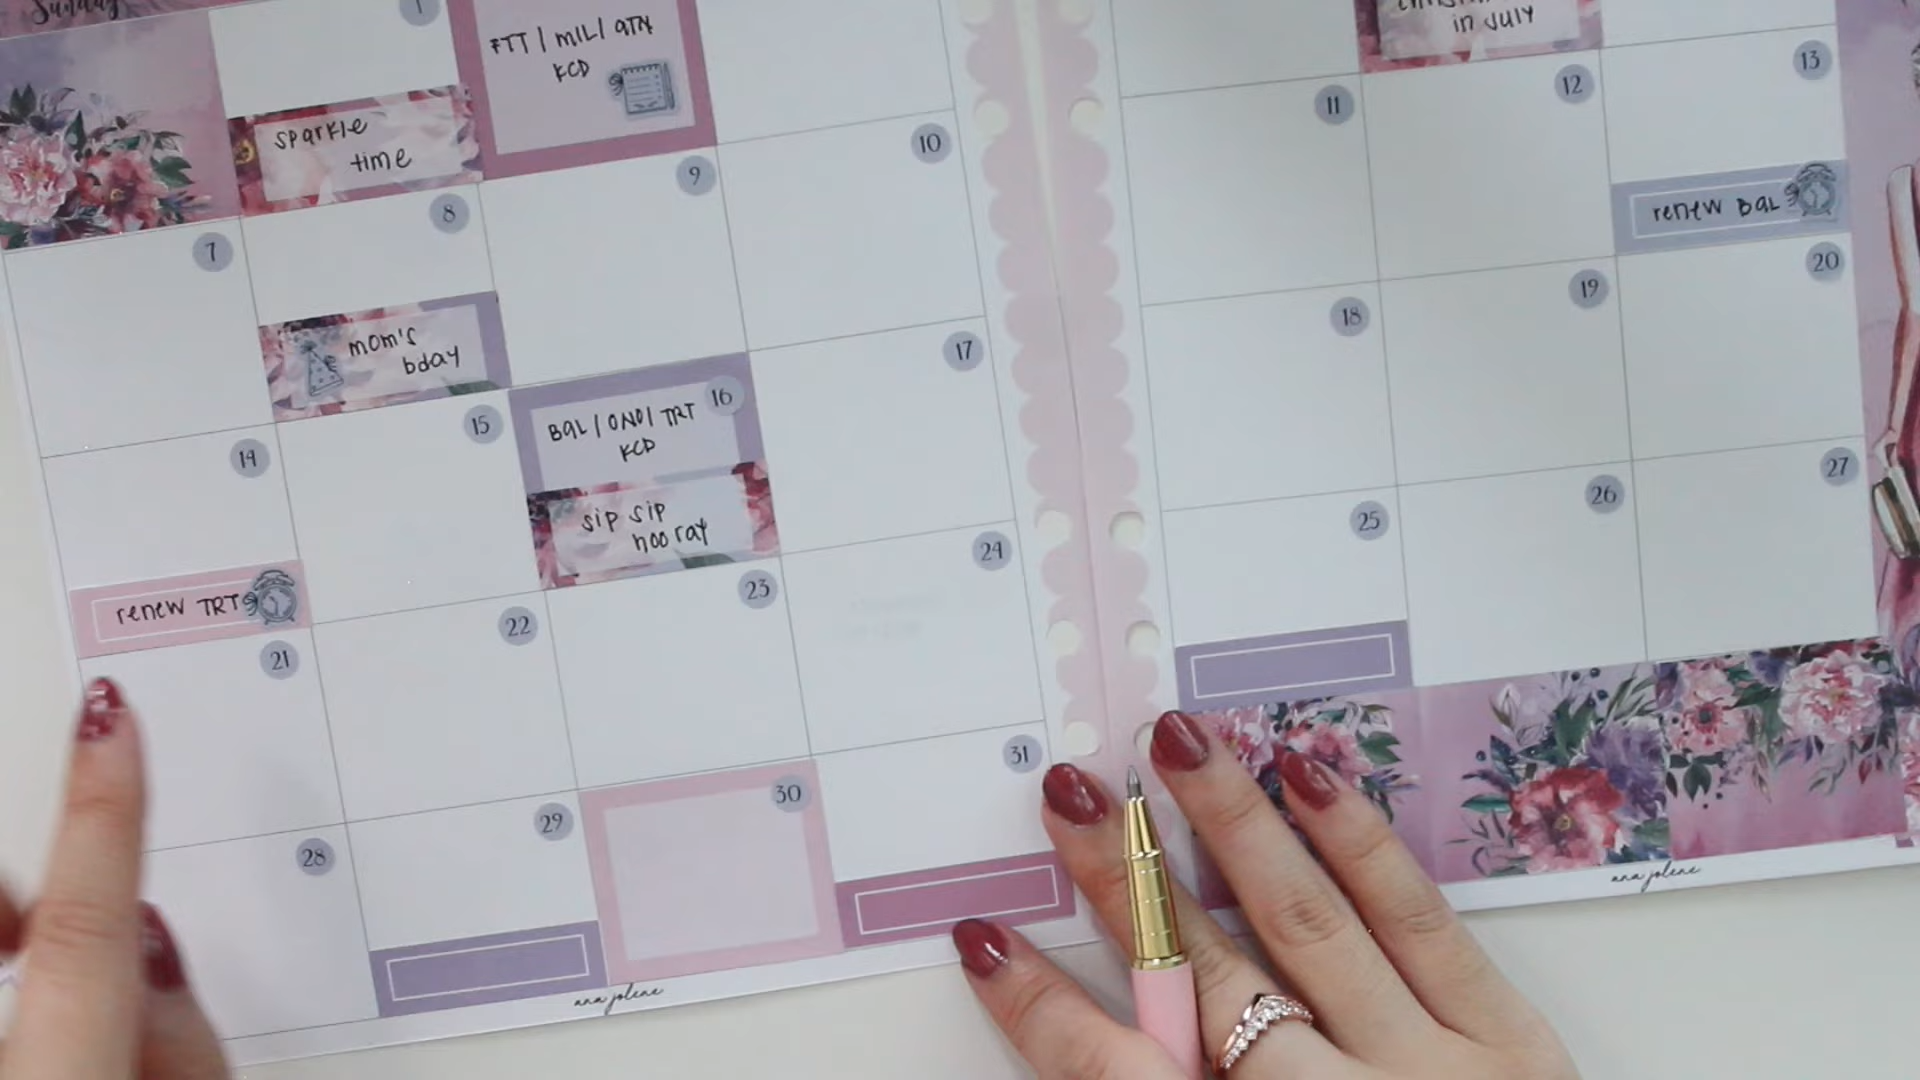 Sunday
1
FTT / MIL / ATN
KCD
sparkle
time
in July
7
8
9
10
11
12
13
mom's
bday
renew BAL
14
15
16
17
18
19
20
BAL / OND / TRT
KCD
sip sip
hooray
renew TRT
21
22
23
24
25
26
27
28
29
30
31
ana jolene
ana jolene